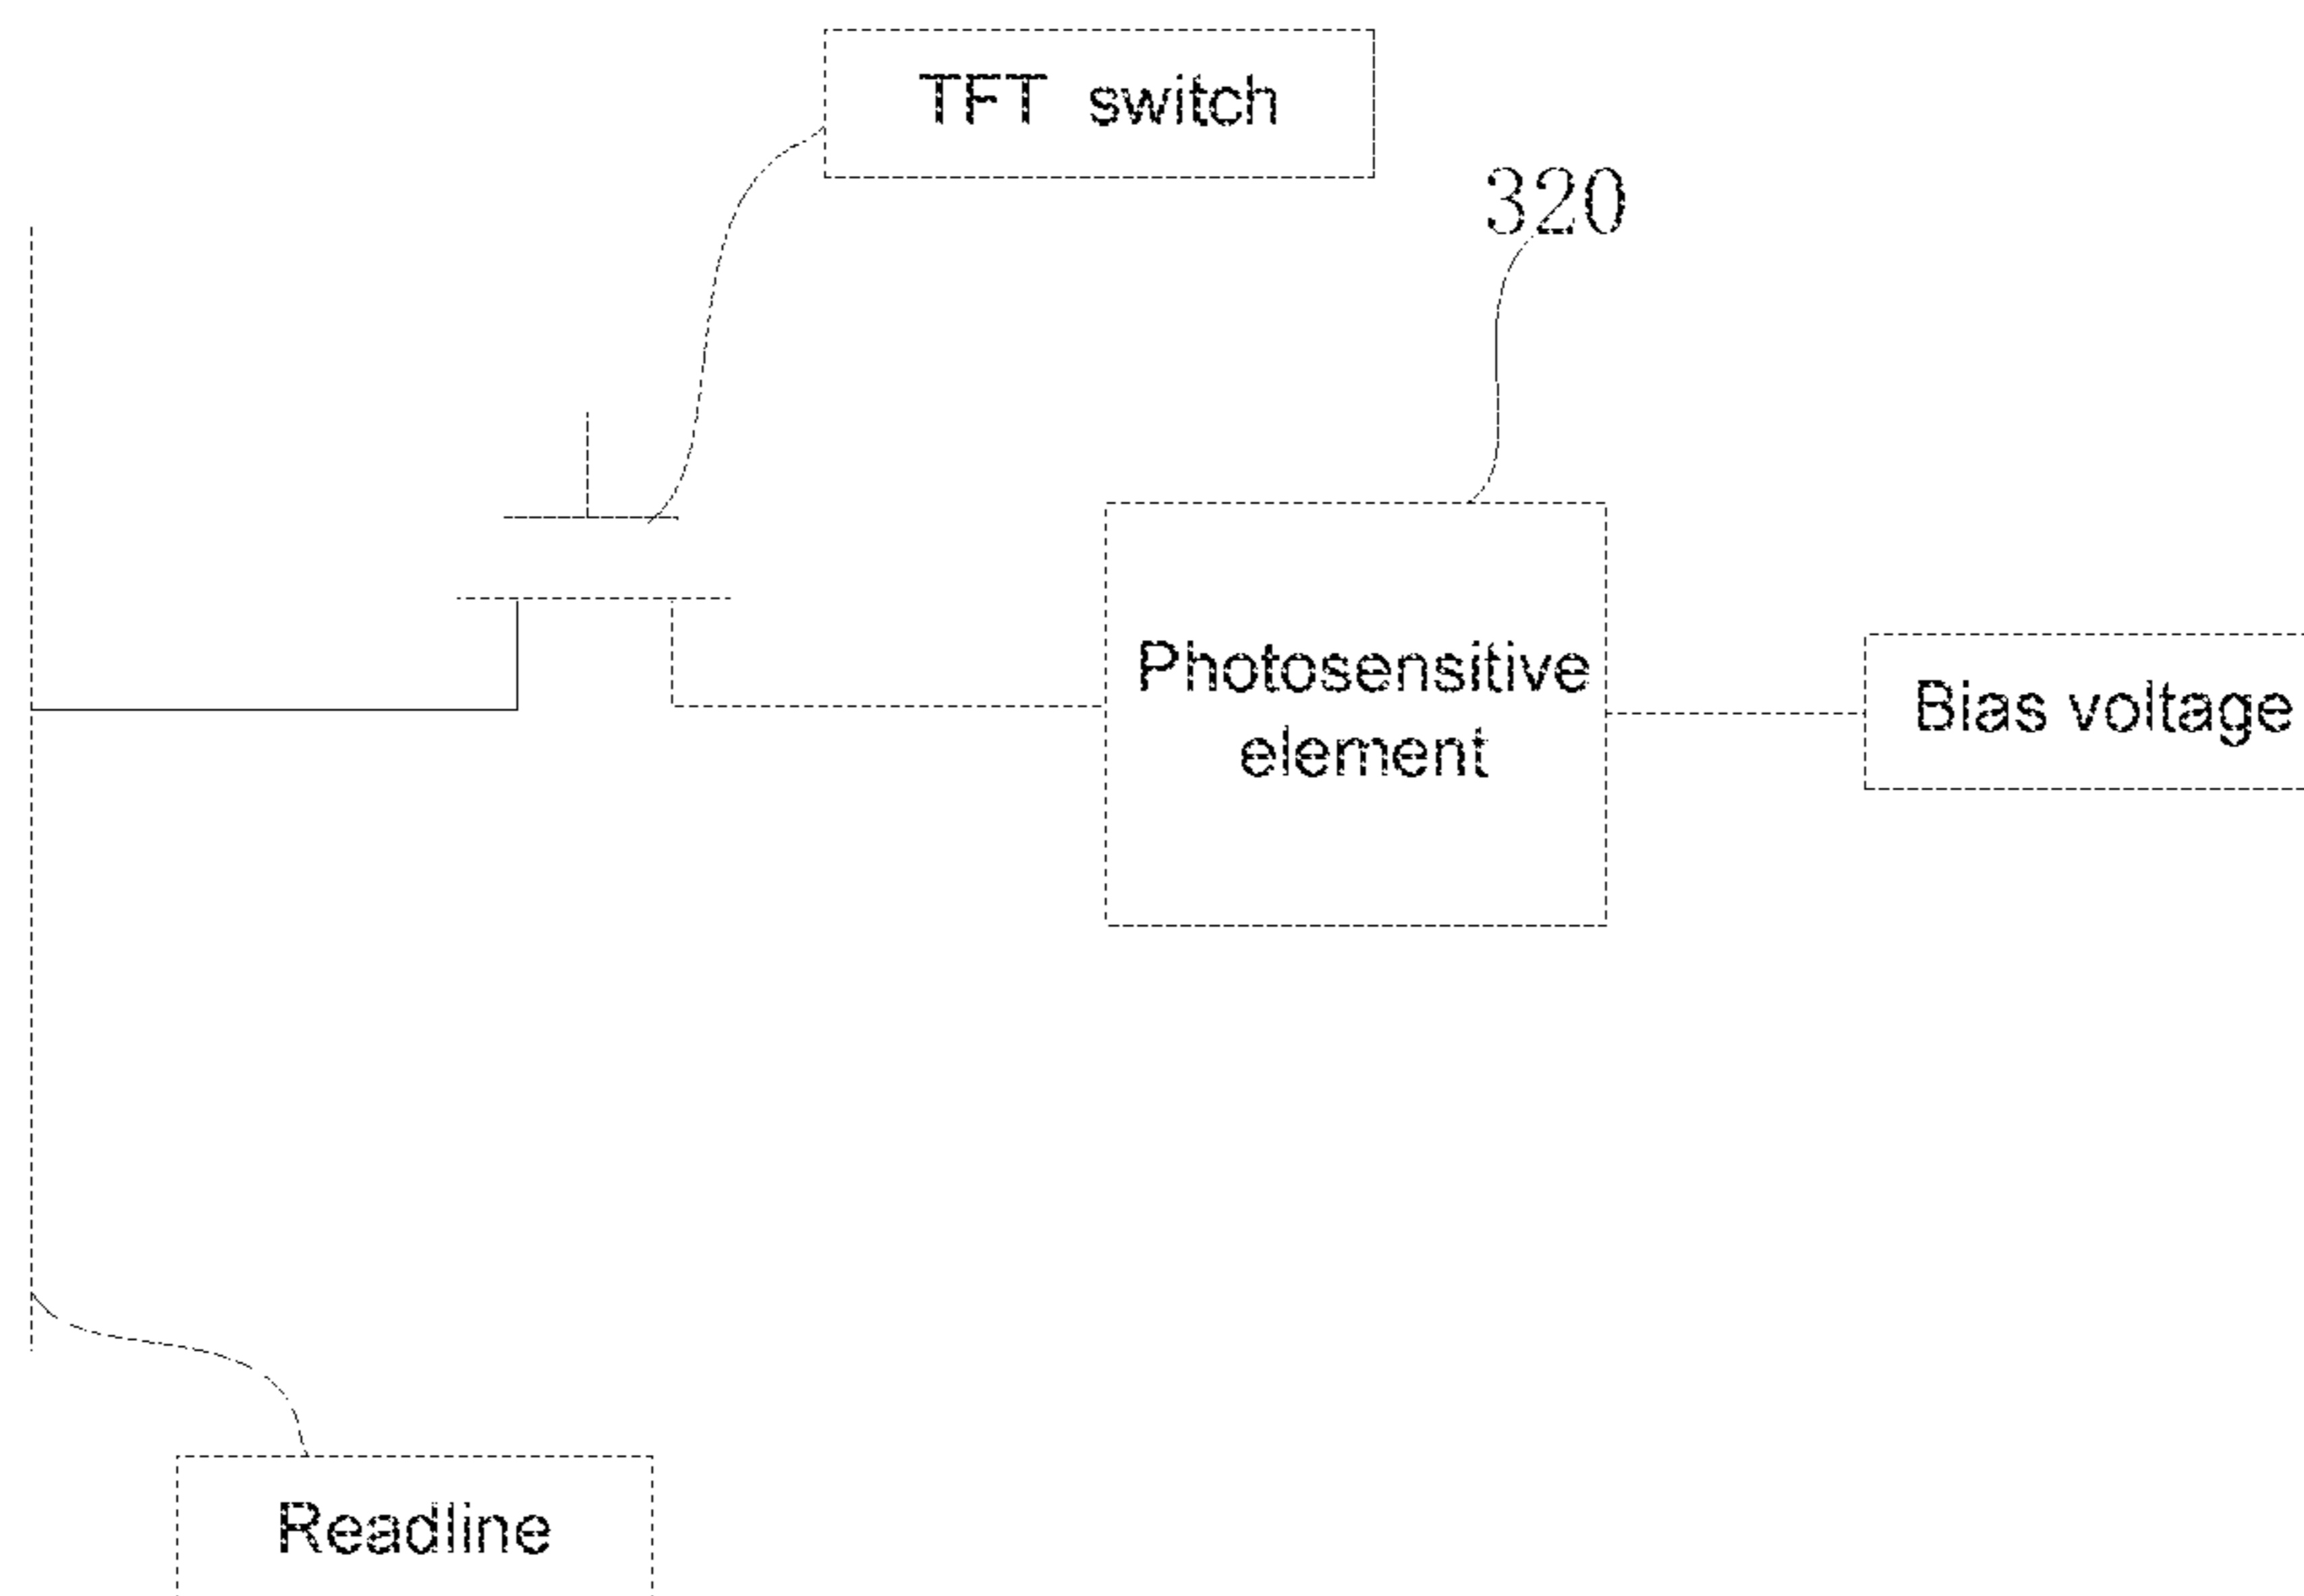 TFT switch
320
Photosensitive
element
Bias voltage
Readline